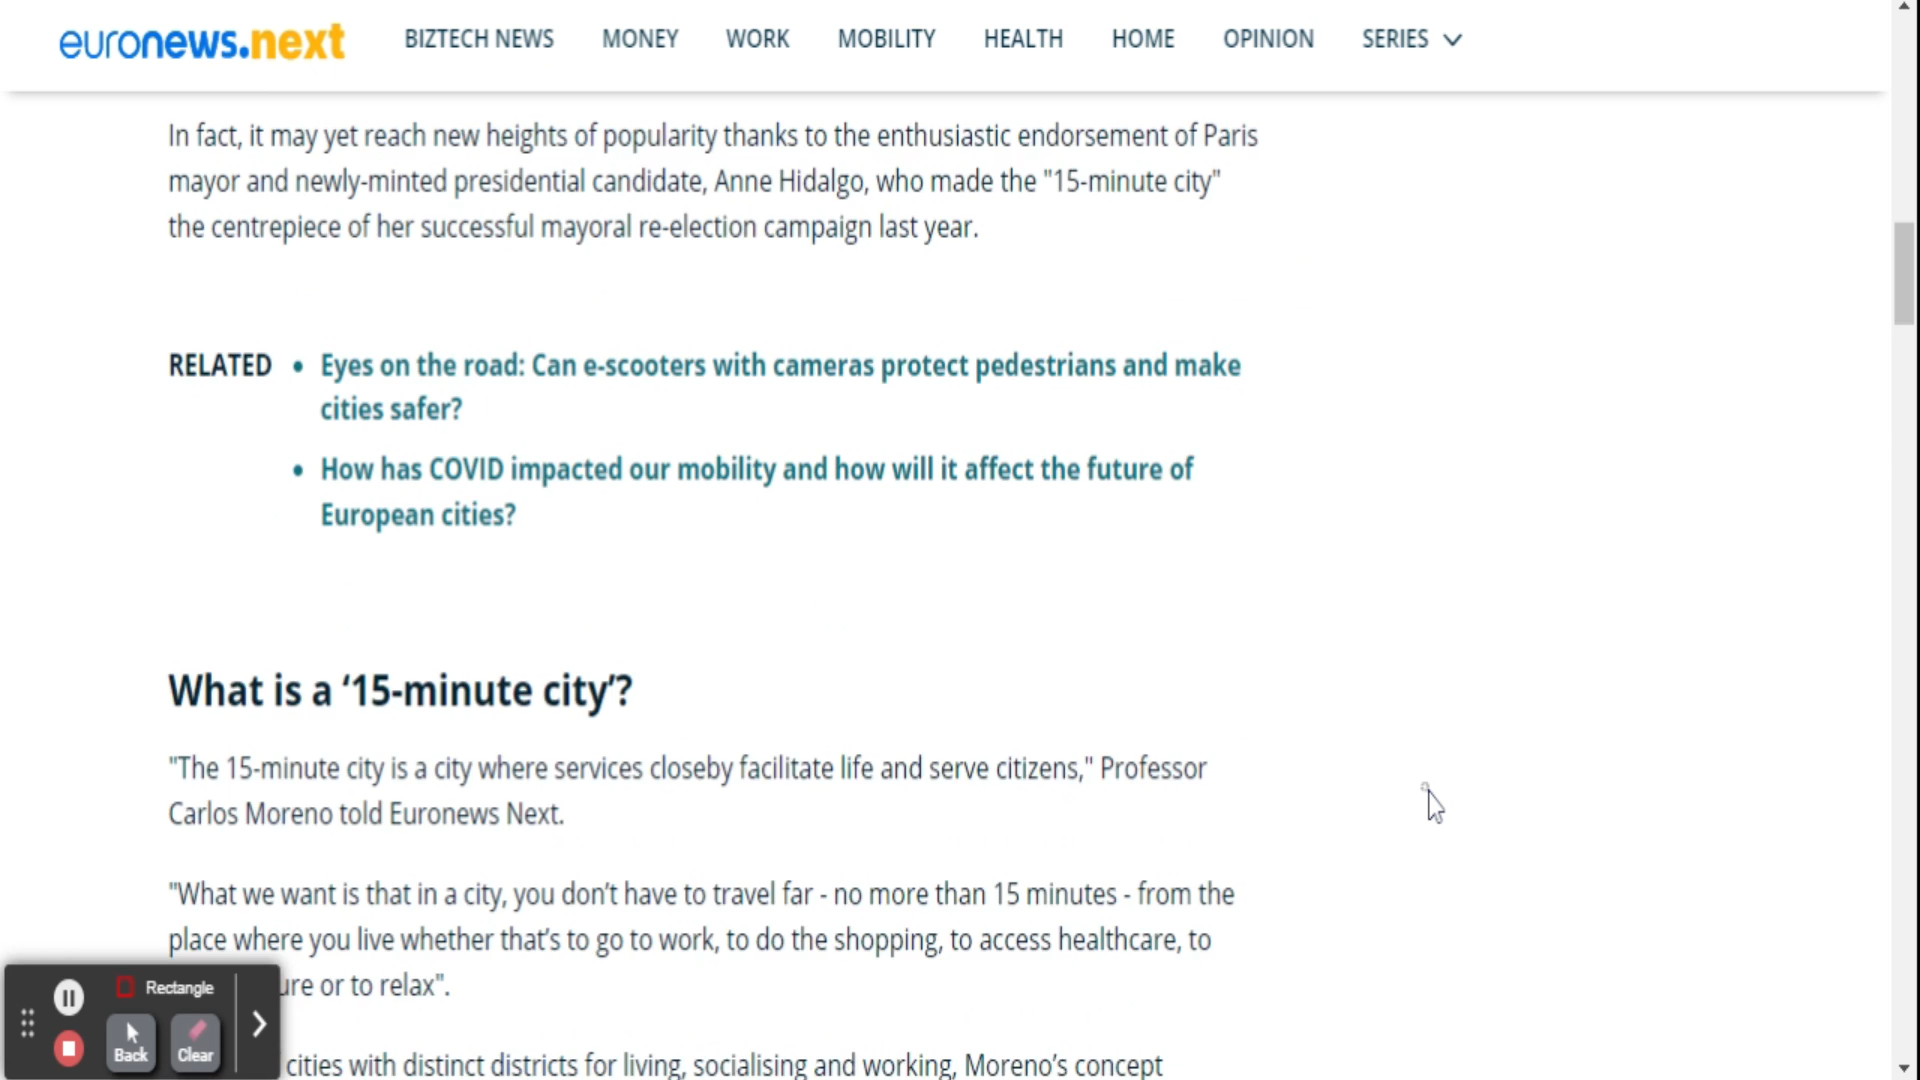 euronews.next BIZTECH NEWS MONEY WORK MOBILITY HEALTH HOME OPINION SERIES
In fact, it may yet reach new heights of popularity thanks to the enthusiastic endorsement of Paris
mayor and newly-minted presidential candidate, Anne Hidalgo, who made the "15-minute city"
the centrepiece of her successful mayoral re-election campaign last year.
RELATED • Eyes on the road: Can e-scooters with cameras protect pedestrians and make
cities safer?
• How has COVID impacted our mobility and how will it affect the future of
European cities?
What is a ‘15-minute city’?
"The 15-minute city is a city where services closeby facilitate life and serve citizens," Professor
Carlos Moreno told Euronews Next.
"What we want is that in a city, you don’t have to travel far - no more than 15 minutes - from the
place where you live whether that’s to go to work, to do the shopping, to access healthcare, to
or to relax".
cities with distinct districts for living, socialising and working, Moreno’s concept
Rectangle
Back Clear